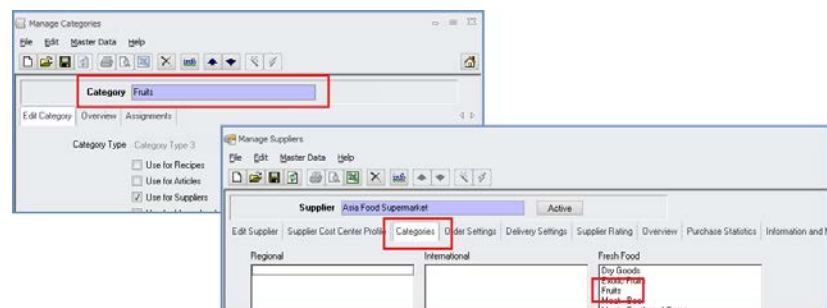 Manage Categories
File Edit Master Data Help
info
Category Fruits
Edit Category Overview Assignments
Category Type Category Type 3
Use for Recipes
Use for Articles
Use for Suppliers
Manage Suppliers
File Edit Master Data Help
info
Supplier Asia Food Supermarket Active
Edit Supplier Supplier Cost Center Profile Categories Order Settings Delivery Settings Supplier Rating Overview Purchase Statistics Information and
Regional International Fresh Food
Dry Goods
Exotic Fruit
Fruits